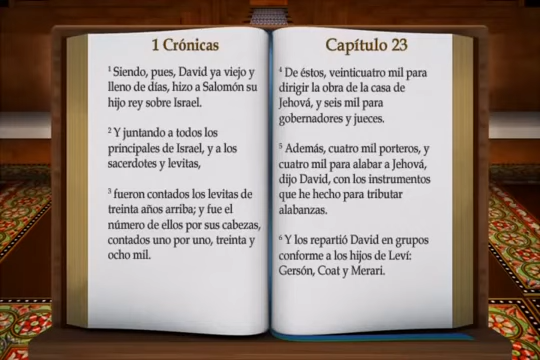 1 Crónicas
¹ Siendo, pues, David ya viejo y
lleno de días, hizo a Salomón su
hijo rey sobre Israel.
² Y juntando a todos los
principales de Israel, y a los
sacerdotes y levitas,
³ fueron contados los levitas de
treinta años arriba; y fue el
número de ellos por sus cabezas,
contados uno por uno, treinta y
ocho mil.
Capítulo 23
⁴ De éstos, veinticuatro mil para
dirigir la obra de la casa de
Jehová, y seis mil para
gobernadores y jueces.
⁵ Además, cuatro mil porteros, y
cuatro mil para alabar a Jehová,
dijo David, con los instrumentos
que he hecho para tributar
alabanzas.
⁶ Y los repartió David en grupos
conforme a los hijos de Leví:
Gersón, Coat y Merari.